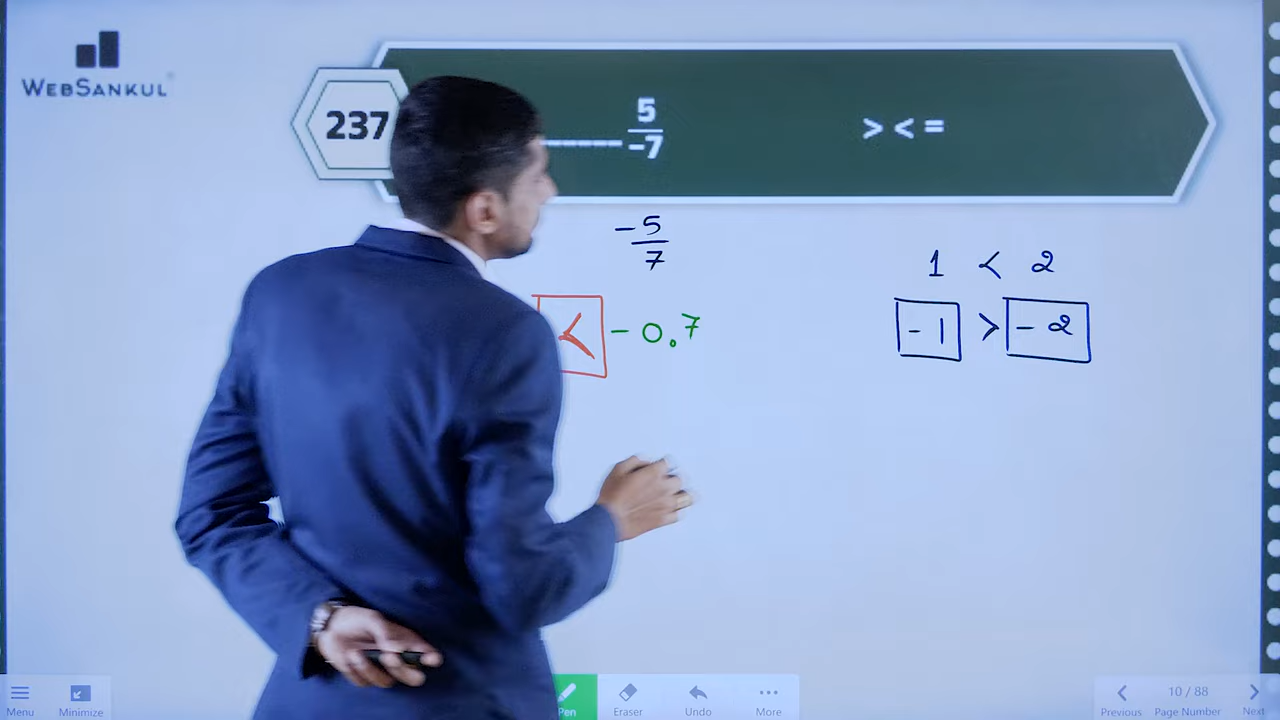 WEBSANKUL
237
5
-7
> < =
-5
7
1 < 2
< -0.7
-1 > -2
Menu
Minimize
Pen
Eraser
Undo
More
Previous
10 / 88
Page Number
Next